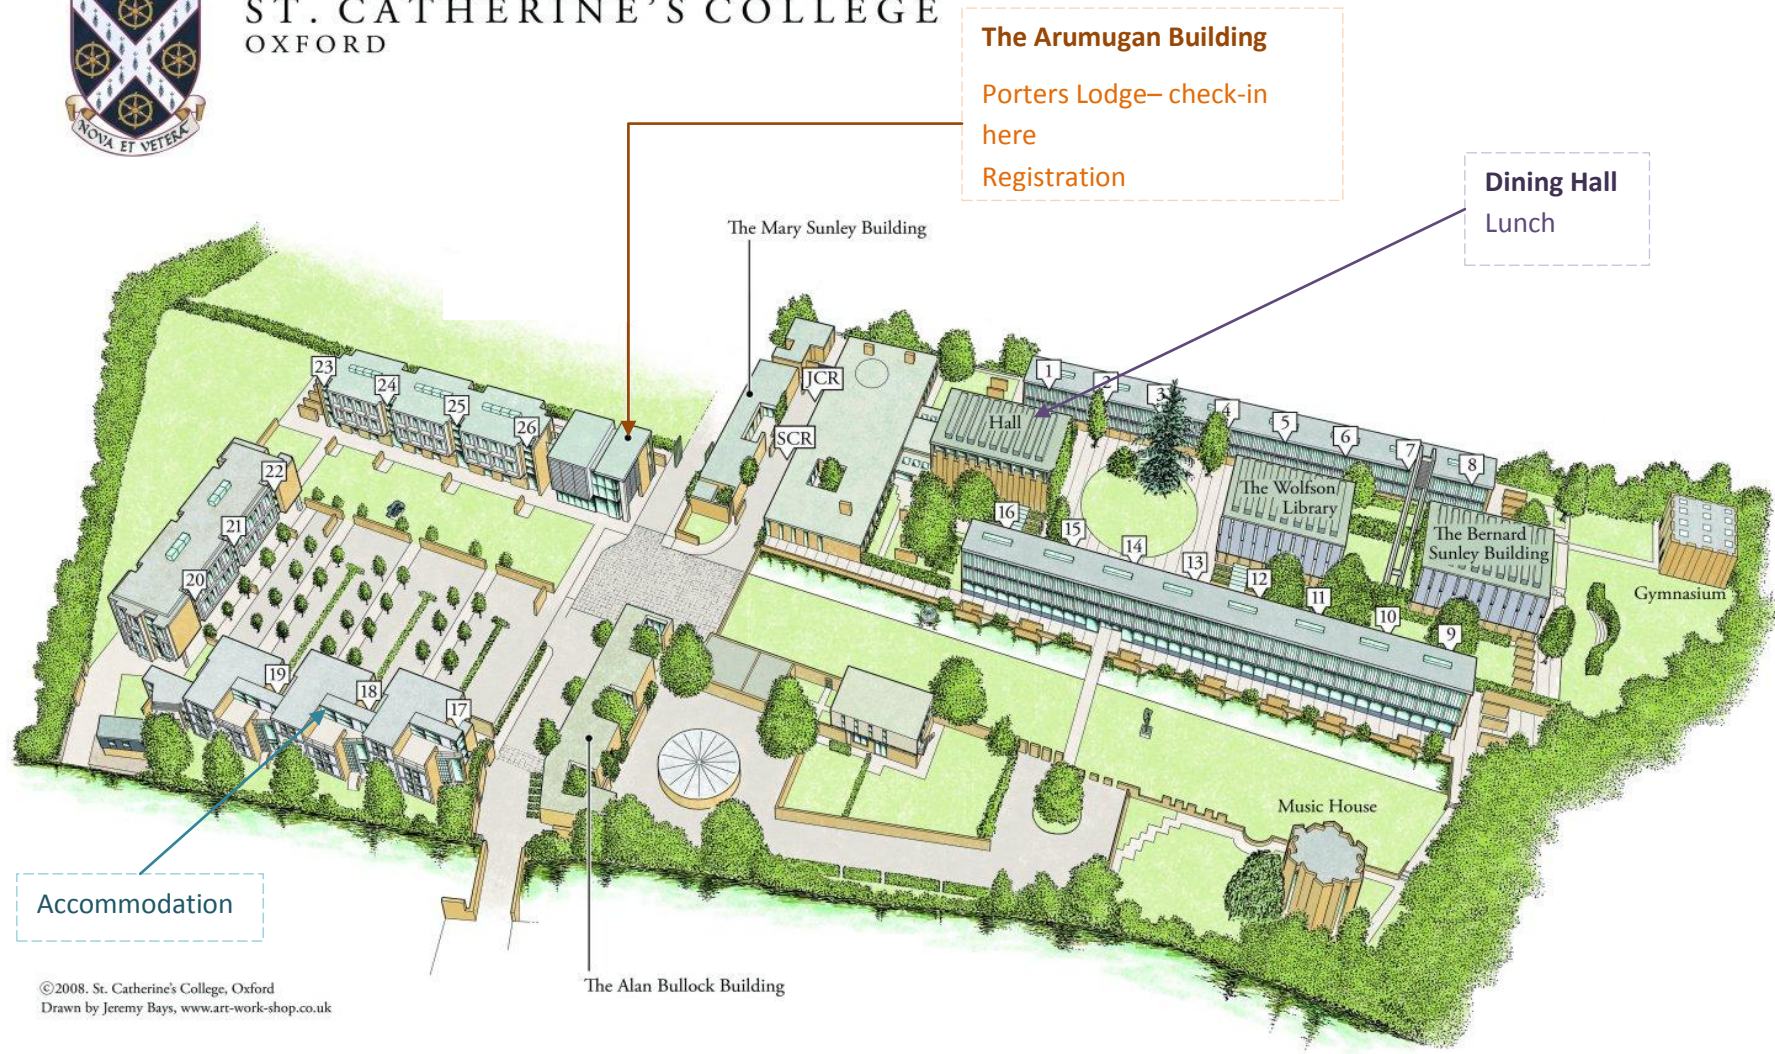 ST. CATHERINE'S COLLEGE
OXFORD
NOVA ET VETERA
The Arumugan Building
Porters Lodge– check-in
here
Registration
Dining Hall
Lunch
The Mary Sunley Building
JCR
SCR
Hall
1
2
3
4
5
6
7
8
The Wolfson
Library
The Bernard
Sunley Building
Gymnasium
23
24
25
26
22
21
20
19
18
17
16
15
14
13
12
11
10
9
Music House
Accommodation
The Alan Bullock Building
©2008. St. Catherine's College, Oxford
Drawn by Jeremy Bays, www.art-work-shop.co.uk